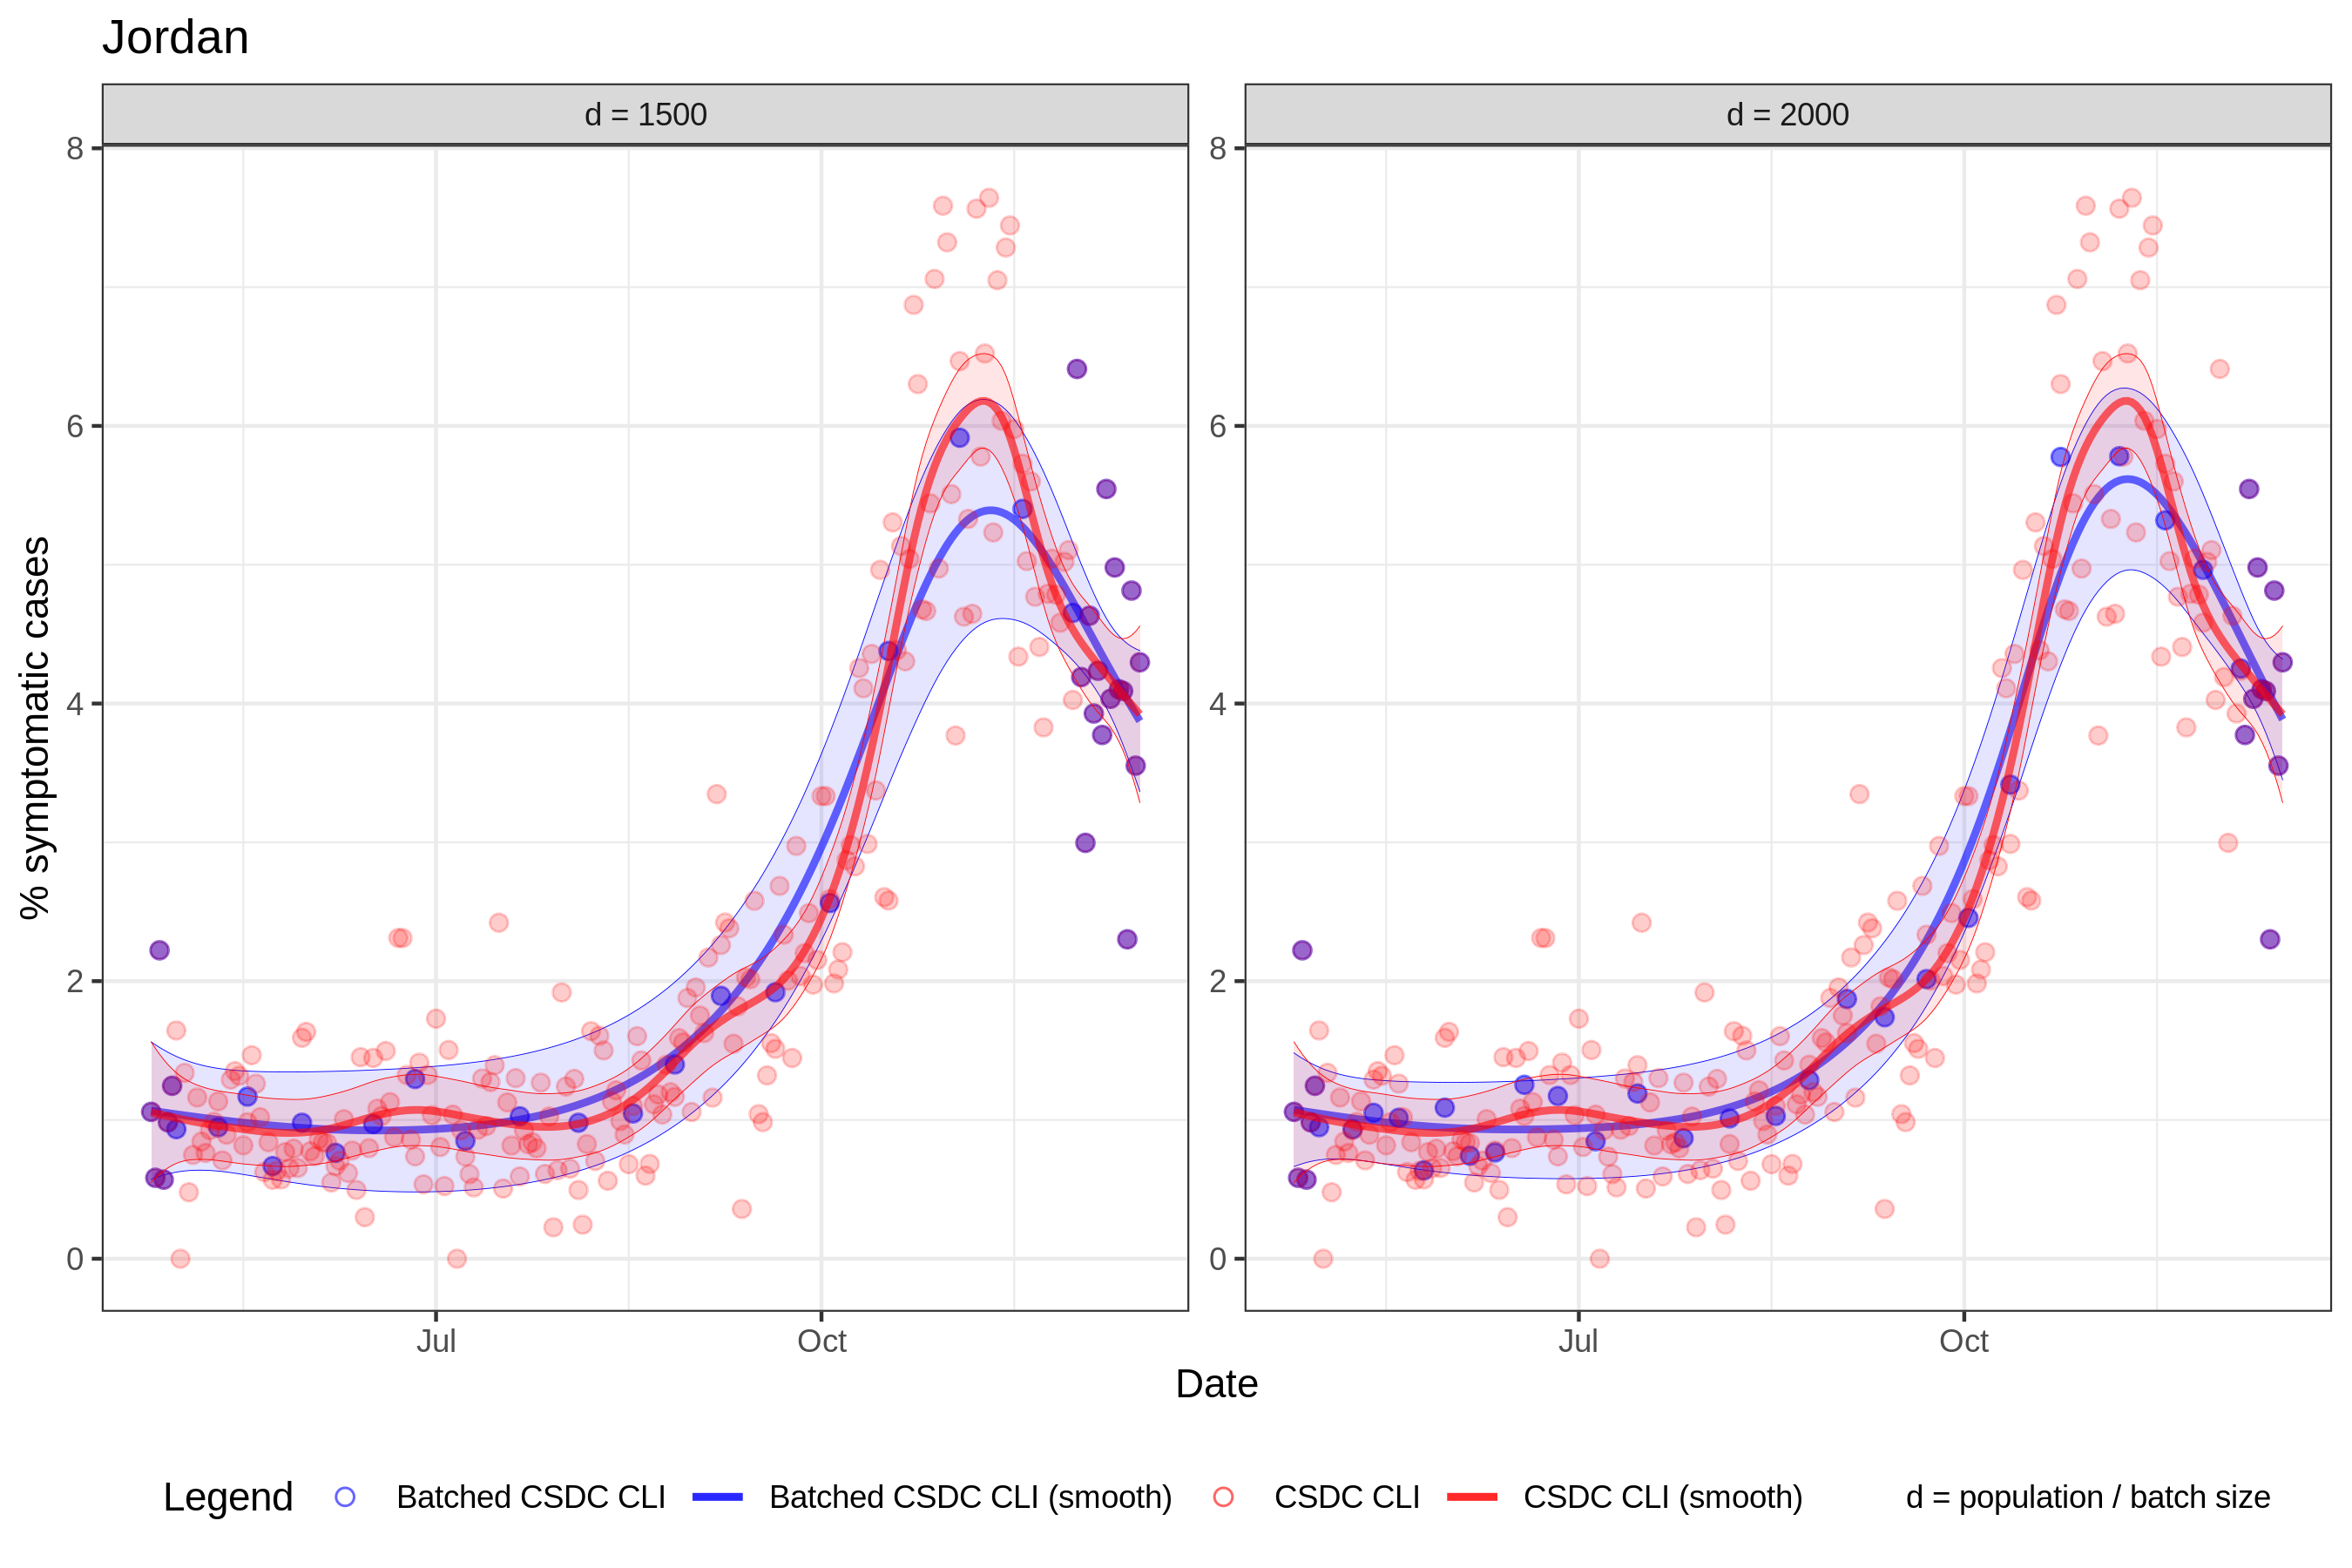 Jordan
d = 1500
d = 2000
8
6
4
2
0
8
6
4
2
0
% symptomatic cases
Jul
Oct
Jul
Oct
Date
Legend
Batched CSDC CLI
Batched CSDC CLI (smooth)
CSDC CLI
CSDC CLI (smooth)
d = population / batch size